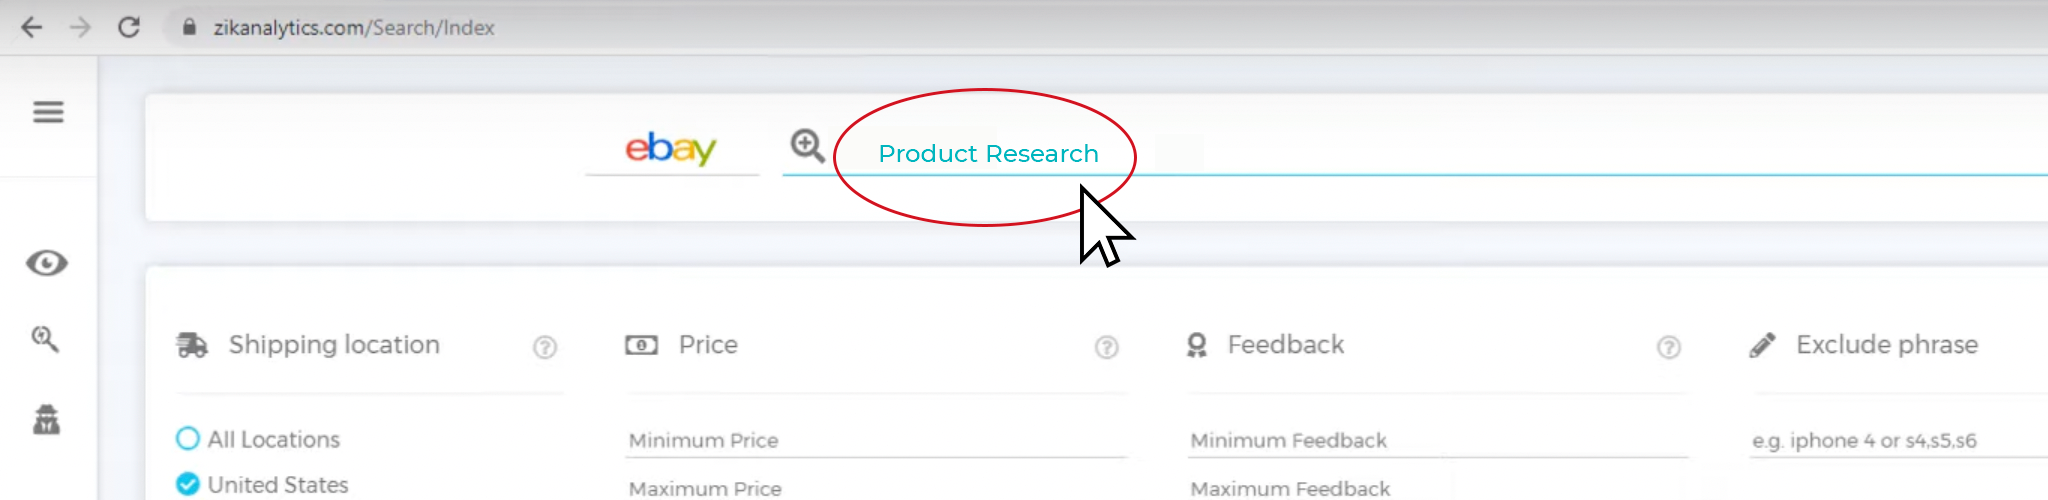 zikanalytics.com/Search/Index
ebay Product Research
Shipping location ? Price ? Feedback ? Exclude phrase
All Locations Minimum Price Minimum Feedback e.g. iphone 4 or s4,s5,s6
United States Maximum Price Maximum Feedback